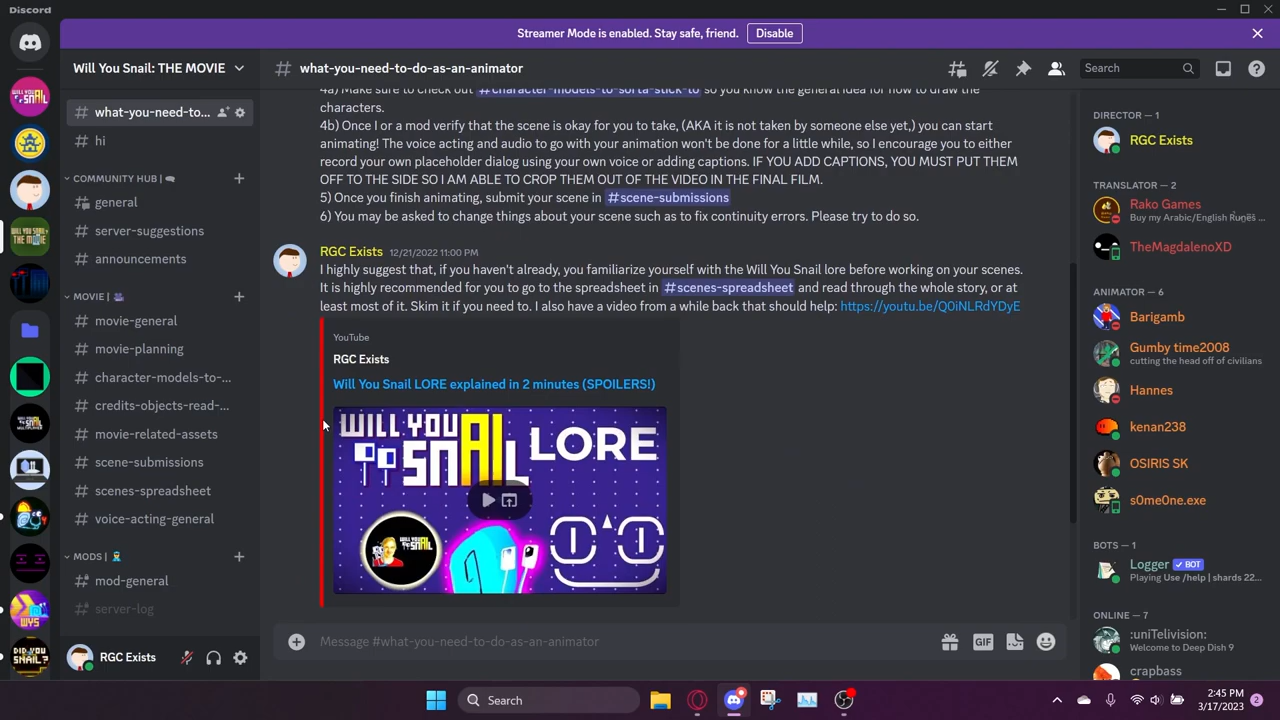 Discord
Streamer Mode is enabled. Stay safe, friend.
Disable
Will You Snail: THE MOVIE
what-you-need-to-do-as-an-animator
Search
what-you-need-to...
hi
COMMUNITY HUB |
general
server-suggestions
announcements
MOVIE |
movie-general
movie-planning
character-models-to-...
credits-objects-read-...
movie-related-assets
scene-submissions
scenes-spreadsheet
voice-acting-general
MODS |
mod-general
server-log
RGC Exists
4a) Make sure to check out #character-models-to-sorta-stick-to so you know the general idea for how to draw the
characters.
4b) Once I or a mod verify that the scene is okay for you to take, (AKA it is not taken by someone else yet,) you can start
animating! The voice acting and audio to go with your animation won't be done for a little while, so I encourage you to either
record your own placeholder dialog using your own voice or adding captions. IF YOU ADD CAPTIONS, YOU MUST PUT THEM
OFF TO THE SIDE SO I AM ABLE TO CROP THEM OUT OF THE VIDEO IN THE FINAL FILM.
5) Once you finish animating, submit your scene in #scene-submissions
6) You may be asked to change things about your scene such as to fix continuity errors. Please try to do so.
RGC Exists 12/21/2022 11:00 PM
I highly suggest that, if you haven't already, you familiarize yourself with the Will You Snail lore before working on your scenes.
It is highly recommended for you to go to the spreadsheet in #scenes-spreadsheet and read through the whole story, or at
least most of it. Skim it if you need to. I also have a video from a while back that should help: https://youtu.be/Q0iNLRdYDyE
YouTube
RGC Exists
Will You Snail LORE explained in 2 minutes (SPOILERS!)
WILL YOU
SNAIL
LORE
Message #what-you-need-to-do-as-an-animator
GIF
DIRECTOR — 1
RGC Exists
TRANSLATOR — 2
Rako Games
Buy my Arabic/English Runes ...
TheMagdalenoXD
ANIMATOR — 6
Barigamb
Gumby time2008
cutting the head off of civilians
Hannes
kenan238
OSIRIS SK
s0me0ne.exe
BOTS — 1
Logger ✓ BOT
Playing Use /help | shards 22...
ONLINE — 7
:uniTelivision:
Welcome to Deep Dish 9
crapbass
Search
2:45 PM
3/17/2023
2